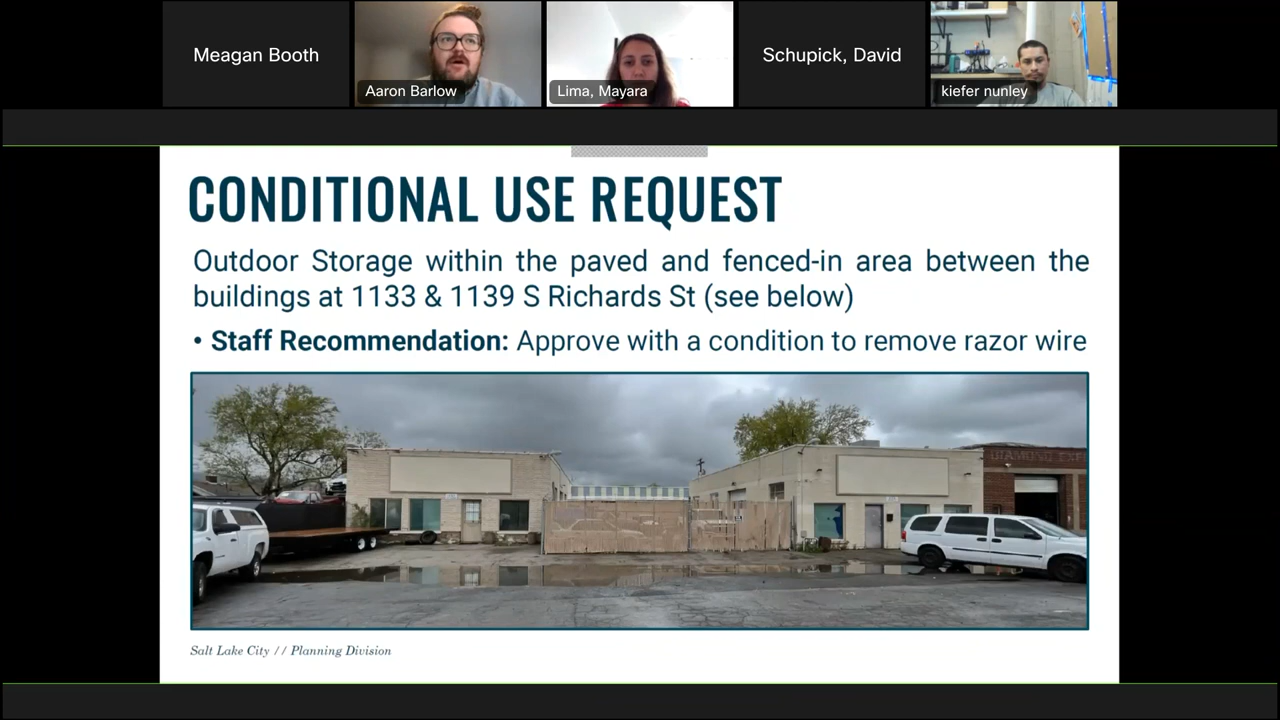 Meagan Booth
Aaron Barlow
Lima, Mayara
Schupick, David
kiefer nunley
CONDITIONAL USE REQUEST
Outdoor Storage within the paved and fenced-in area between the
buildings at 1133 & 1139 S Richards St (see below)
• Staff Recommendation: Approve with a condition to remove razor wire
DIAMOND
Salt Lake City // Planning Division